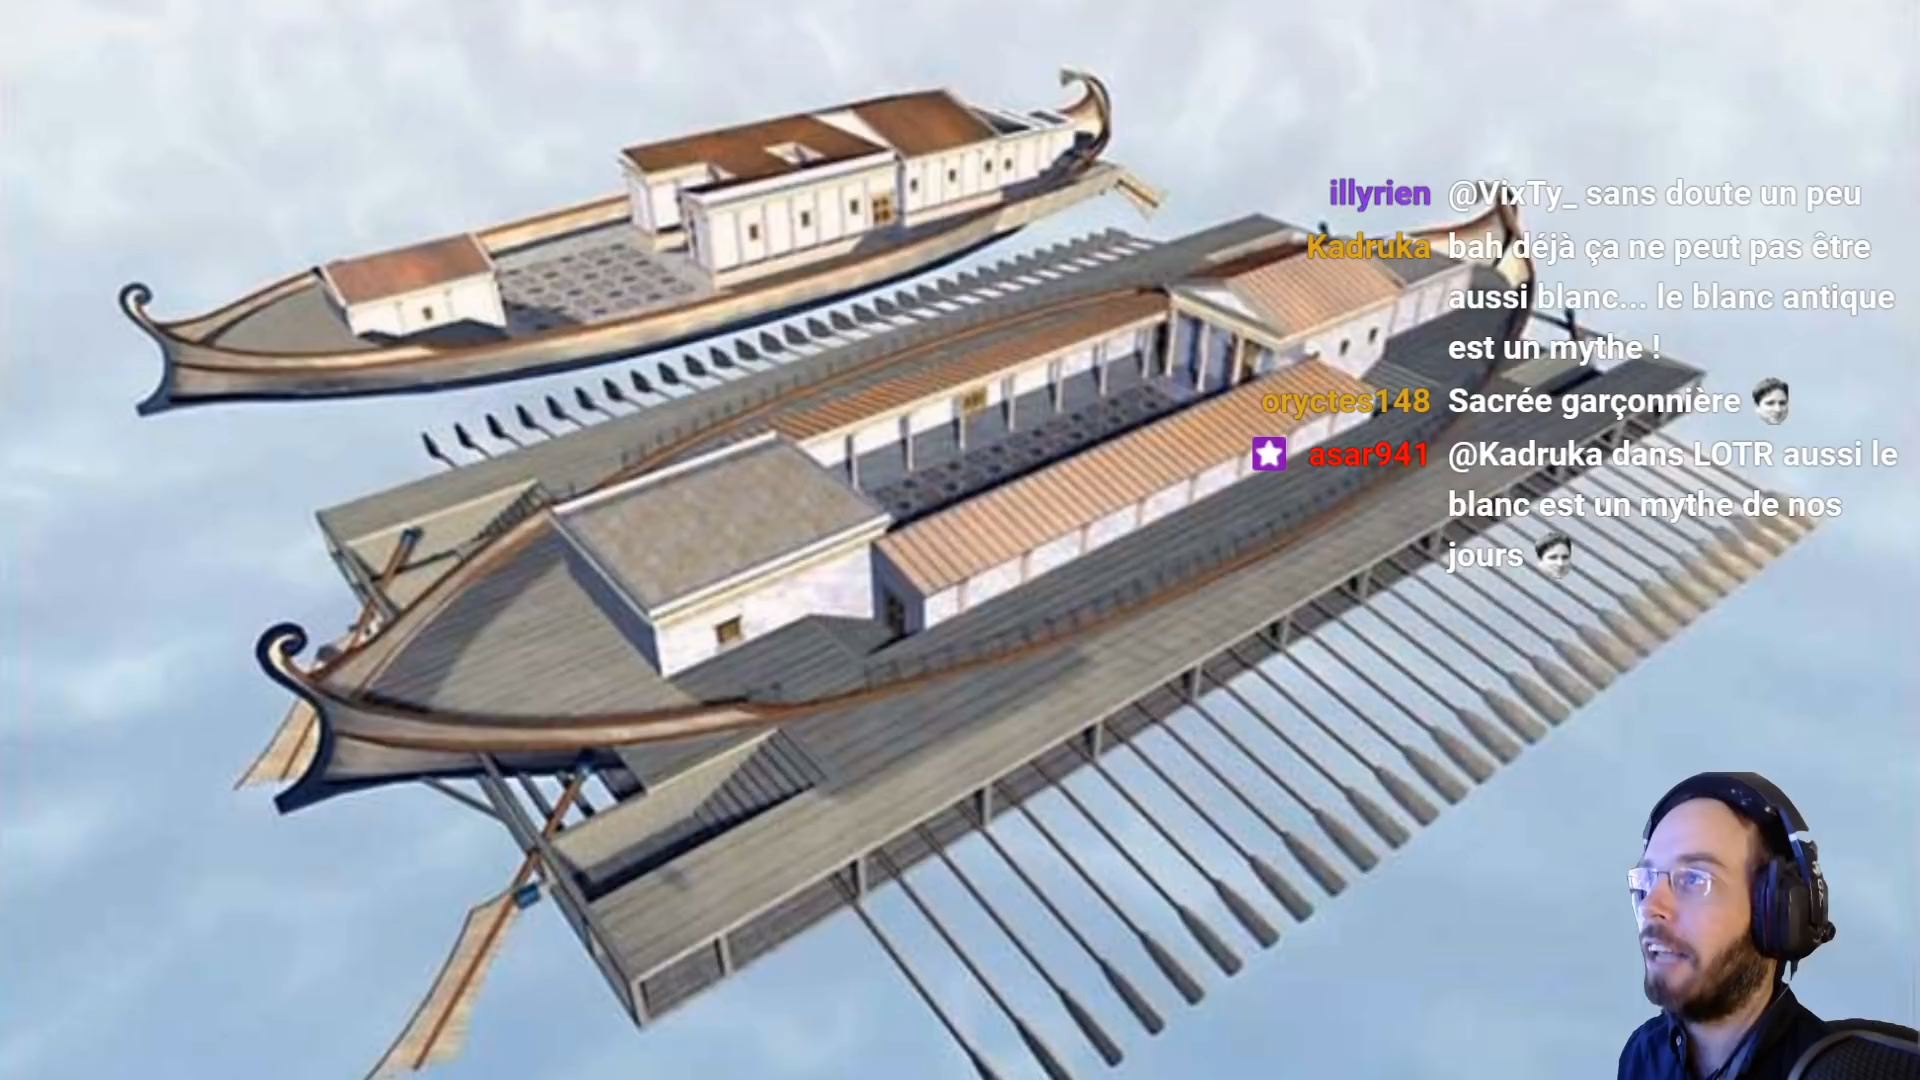 illyrien @VixTy_ sans doute un peu
Kadruka bah déjà ça ne peut pas être
aussi blanc... le blanc antique
est un mythe !
oryctes148 Sacrée garçonnière
asar941 @Kadruka dans LOTR aussi le
blanc est un mythe de nos
jours